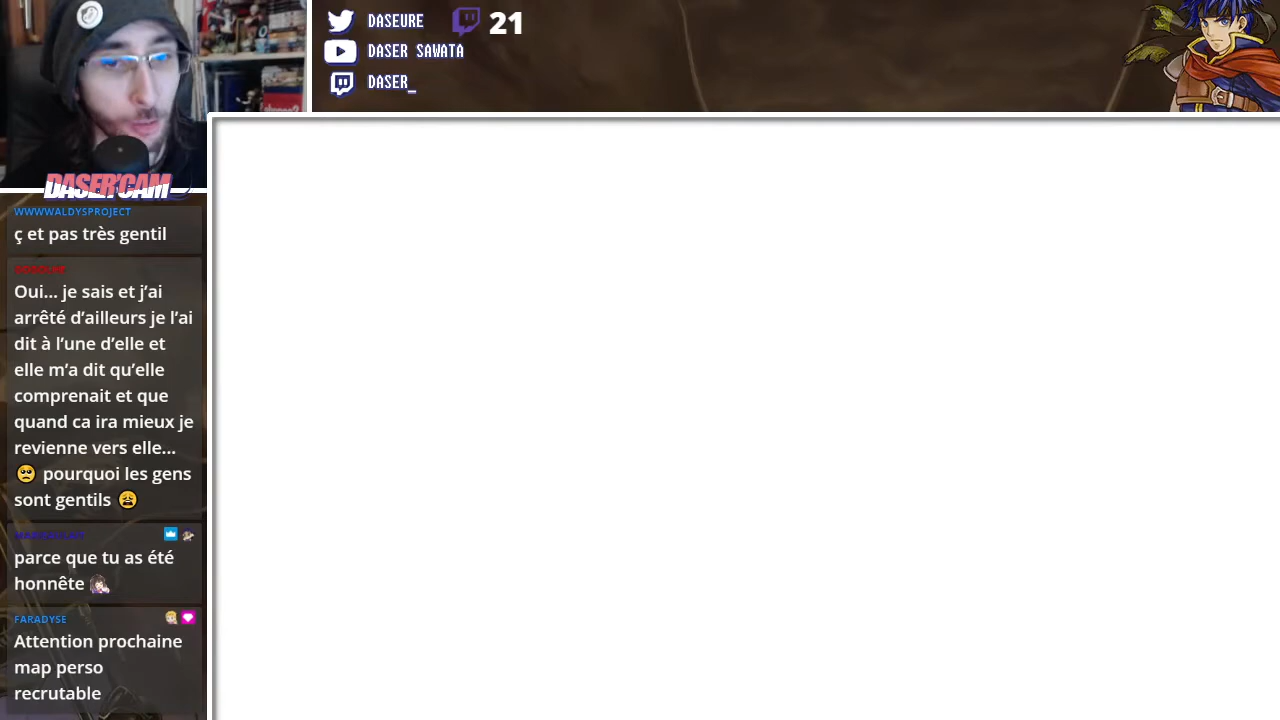 DASEURE
21
DASER SAWATA
DASER_
DASER'CAM
WWWWALDYSPROJECT
ç et pas très gentil
Oui... je sais et j'ai
arrêté d'ailleurs je l'ai
dit à l'une d'elle et
elle m'a dit qu'elle
comprenait et que
quand ca ira mieux je
revienne vers elle...
🥺 pourquoi les gens
sont gentils 😩
parce que tu as été
honnête
FARADYSE
Attention prochaine
map perso
recrutable